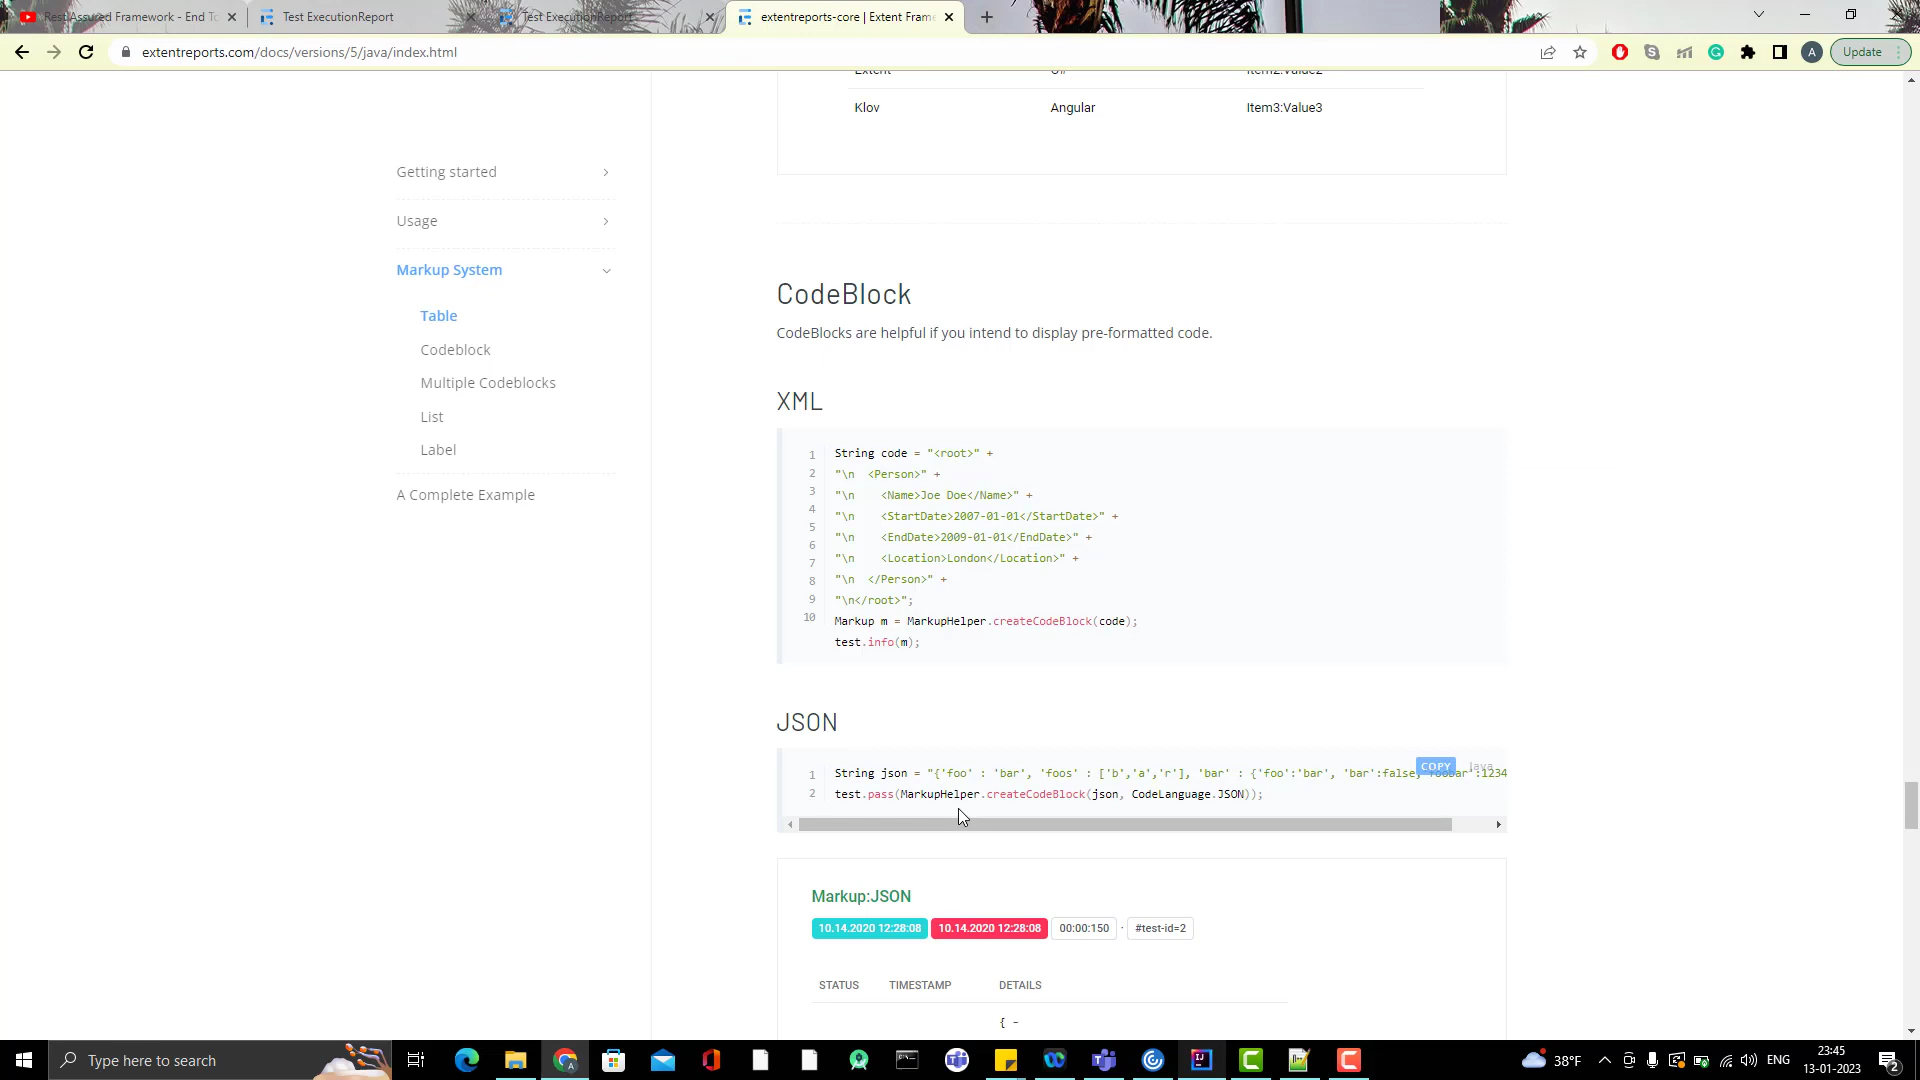 Rest Assured Framework - End To
Test ExecutionReport
Test ExecutionReport
extentreports-core | Extent Frame
extentreports.com/docs/versions/5/java/index.html
A
Update
Extent
C#
Item2:Value2
Klov
Angular
Item3:Value3
Getting started
Usage
Markup System
Table
Codeblock
Multiple Codeblocks
List
Label
A Complete Example
CodeBlock
CodeBlocks are helpful if you intend to display pre-formatted code.
XML
1 String code = "<root>" +
2 "\n  <Person>" +
3 "\n    <Name>Joe Doe</Name>" +
4 "\n    <StartDate>2007-01-01</StartDate>" +
5 "\n    <EndDate>2009-01-01</EndDate>" +
6 "\n    <Location>London</Location>" +
7 "\n  </Person>" +
8 "\n</root>";
9 Markup m = MarkupHelper.createCodeBlock(code);
10 test.info(m);
JSON
COPY
Java
1 String json = "{'foo' : 'bar', 'foos' : ['b','a','r'], 'bar' : {'foo':'bar', 'bar':false, 'foobar':1234
2 test.pass(MarkupHelper.createCodeBlock(json, CodeLanguage.JSON));
Markup:JSON
10.14.2020 12:28:08
10.14.2020 12:28:08
00:00:150
·
#test-id=2
STATUS
TIMESTAMP
DETAILS
{ -
Type here to search
38°F
ENG
23:45
13-01-2023
2